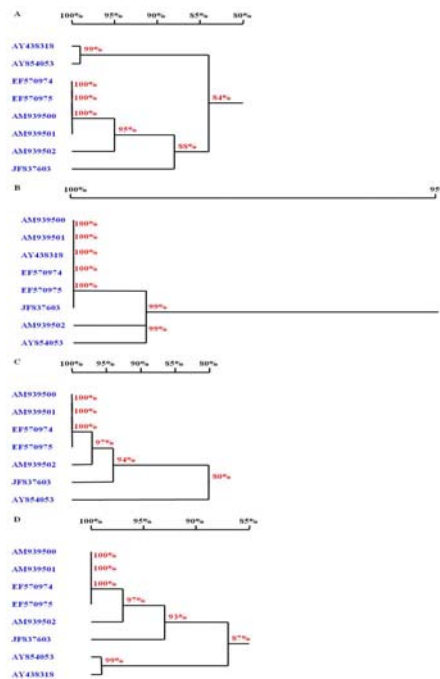 A
100% 95% 90% 85% 80%
AY438318
99%
AY854053
EF570974
100%
EF570975
100%
84%
AM939500
100%
AM939501
95%
AM939502
88%
JF837603
B
100% 95
AM939500
100%
AM939501
100%
AY438318
100%
EF570974
100%
EF570975
100%
JF837603
99%
AM939502
99%
AY854053
C
100% 95% 90% 85% 80%
AM939500
100%
AM939501
100%
EF570974
100%
EF570975
97%
AM939502
94%
JF837603
80%
AY854053
D
100% 95% 90% 85%
AM939500
100%
AM939501
100%
EF570974
100%
EF570975
97%
AM939502
93%
JF837603
87%
AY854053
99%
AY438318